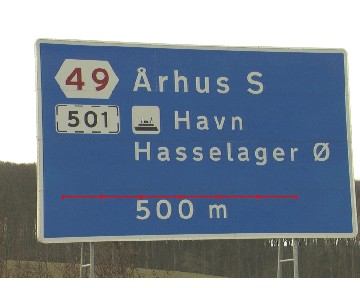 49 Århus S
501 Havn
Hasselager Ø
500 m